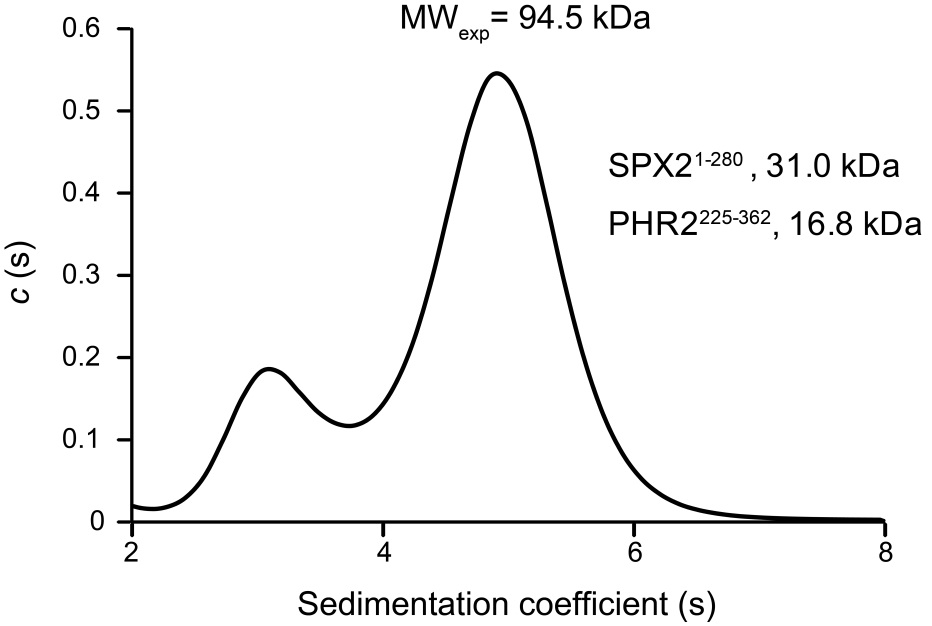 MWexp= 94.5 kDa
0.6
0.5
0.4
0.3
0.2
0.1
0
c (s)
SPX2¹⁻²⁸⁰ , 31.0 kDa
PHR2²²⁵⁻³⁶², 16.8 kDa
2 4 6 8
Sedimentation coefficient (s)